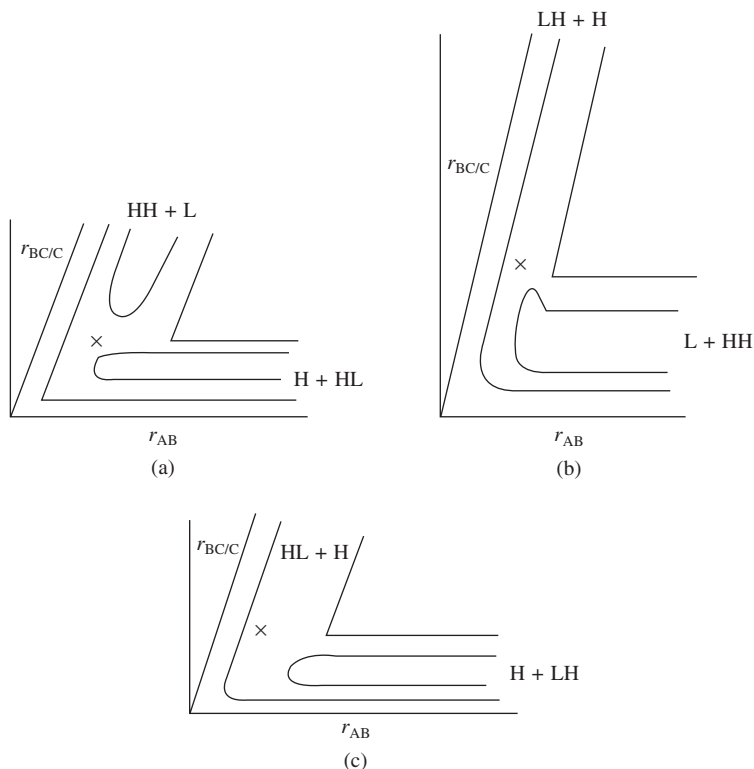 HH + L
r_BC/C
H + HL
r_AB
(a)
LH + H
r_BC/C
L + HH
r_AB
(b)
r_BC/C
HL + H
H + LH
r_AB
(c)